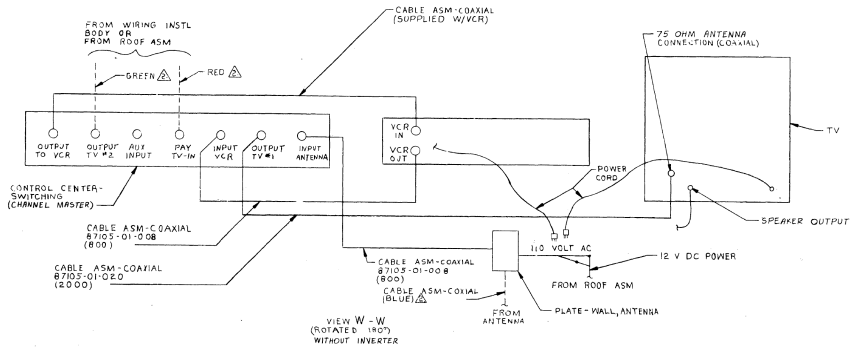 CABLE ASM-COAXIAL
(SUPPLIED W/VCR)
FROM WIRING INSTL
BODY OR
FROM ROOF ASM
GREEN 2
RED 2
75 OHM ANTENNA
CONNECTION (COAXIAL)
TV
OUTPUT
TO VCR
OUTPUT
TV #2
AUX
INPUT
PAY
TV-IN
INPUT
VCR
OUTPUT
TV #1
INPUT
ANTENNA
VCR
IN
VCR
OUT
POWER
CORD
CONTROL CENTER-
SWITCHING
(CHANNEL MASTER)
SPEAKER OUTPUT
CABLE ASM-COAXIAL
87105-01-008
(800)
110 VOLT AC
12 V DC POWER
CABLE ASM-COAXIAL
87105-01-020
(2000)
CABLE ASM-COAXIAL
87105-01-008
(800)
FROM ROOF ASM
CABLE ASM-COXIAL
(BLUE) 2
FROM
ANTENNA
PLATE-WALL, ANTENNA
VIEW W-W
(ROTATED 180°)
WITHOUT INVERTER